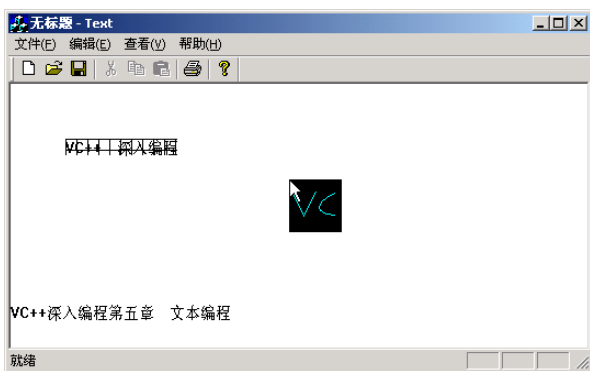 无标题 - Text
文件(F) 编辑(E) 查看(V) 帮助(H)
VC++ 深入编程
VC
VC++深入编程第五章 文本编程
就绪